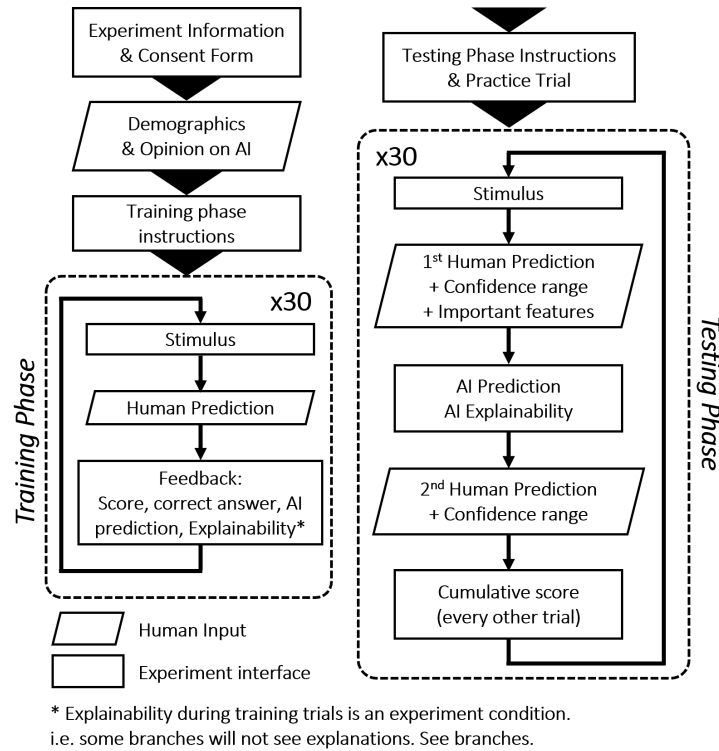 Experiment Information
& Consent Form
Demographics
& Opinion on AI
Training phase
instructions
Training Phase
x30
Stimulus
Human Prediction
Feedback:
Score, correct answer, AI
prediction, Explainability*
Human Input
Experiment interface
Testing Phase Instructions
& Practice Trial
Testing Phase
x30
Stimulus
1st Human Prediction
+ Confidence range
+ Important features
AI Prediction
AI Explainability
2nd Human Prediction
+ Confidence range
Cumulative score
(every other trial)
* Explainability during training trials is an experiment condition.
i.e. some branches will not see explanations. See branches.